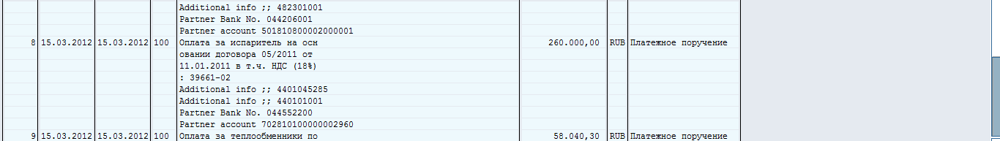 Additional info ;; 482301001
Partner Bank No. 044206001
Partner account 501810800002000001
8 15.03.2012 15.03.2012 100 Оплата за испаритель на осн 260.000,00 RUB Платежное поручение
овании договора 05/2011 от
11.01.2011 в т.ч. НДС (18%)
: 39661-02
Additional info ;; 4401045285
Additional info ;; 440101001
Partner Bank No. 044552200
Partner account 702810100000002960
9 15.03.2012 15.03.2012 100 Оплата за теплообменники по 58.040,30 RUB Платежное поручение